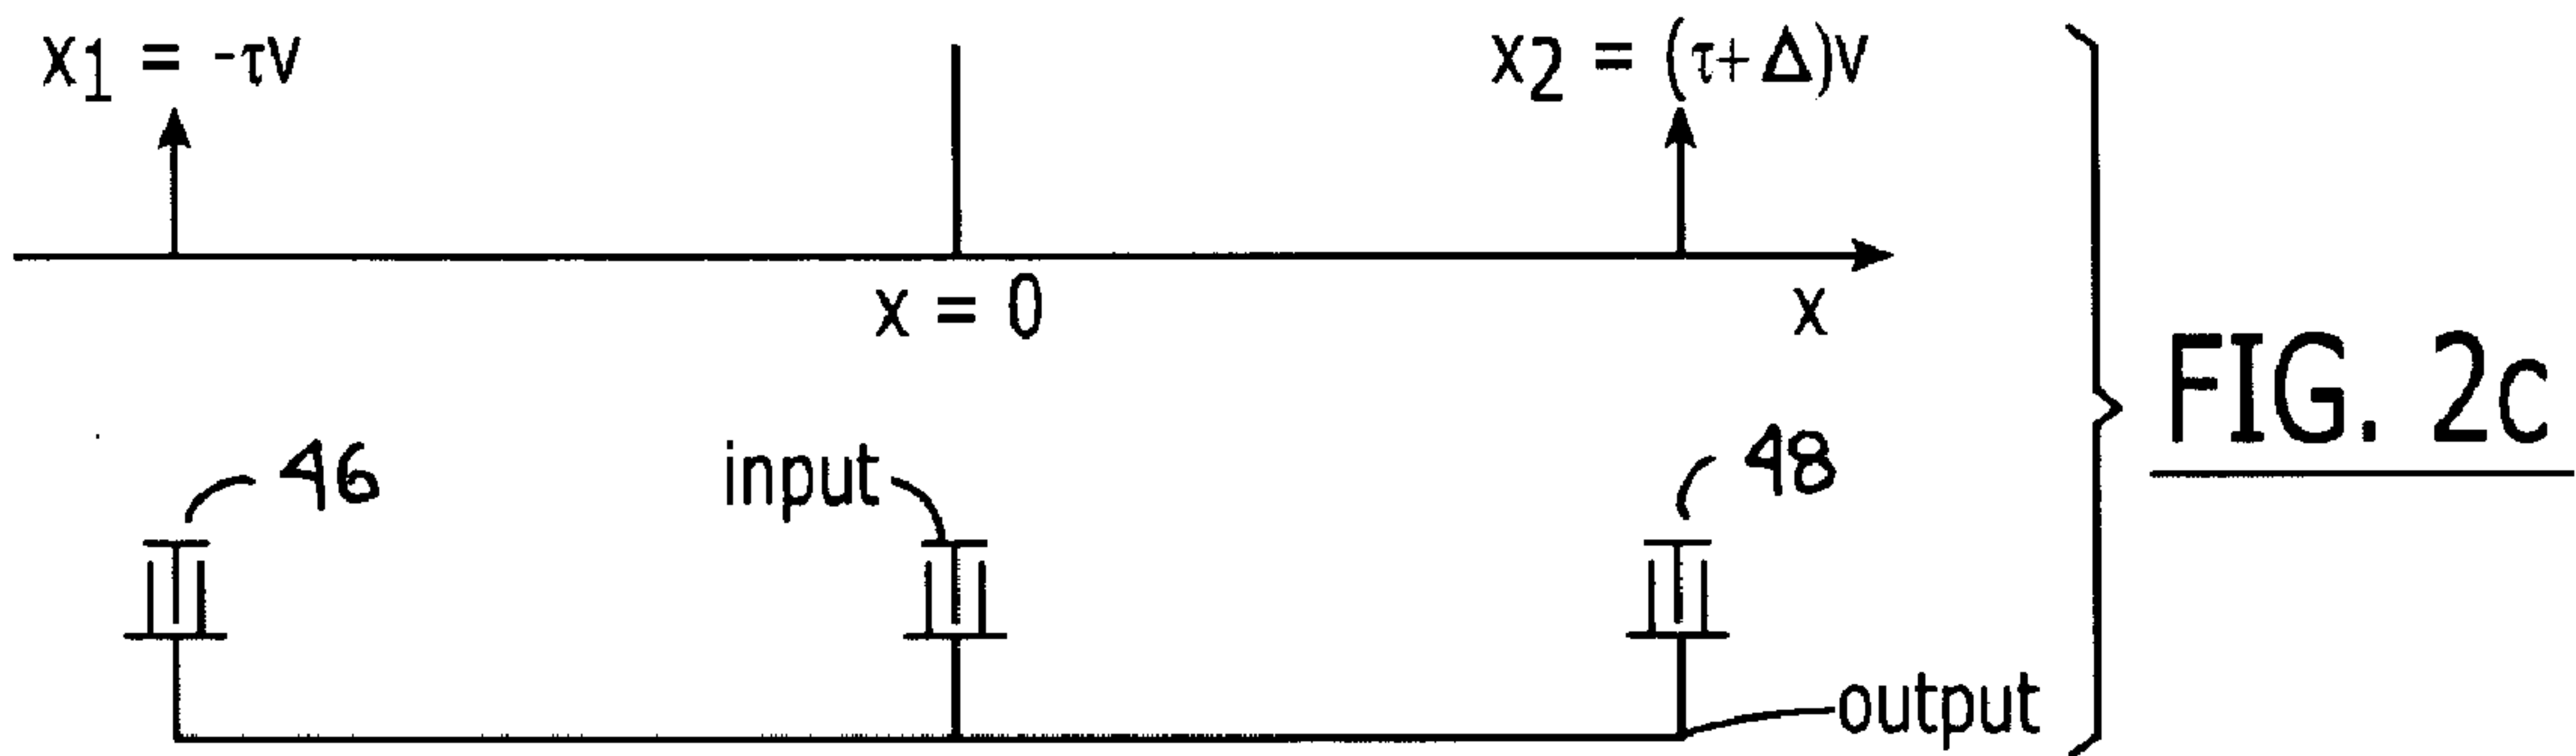 x1 = -τv
x2 = (τ+Δ)v
x = 0
x
46
input
48
output
FIG. 2c